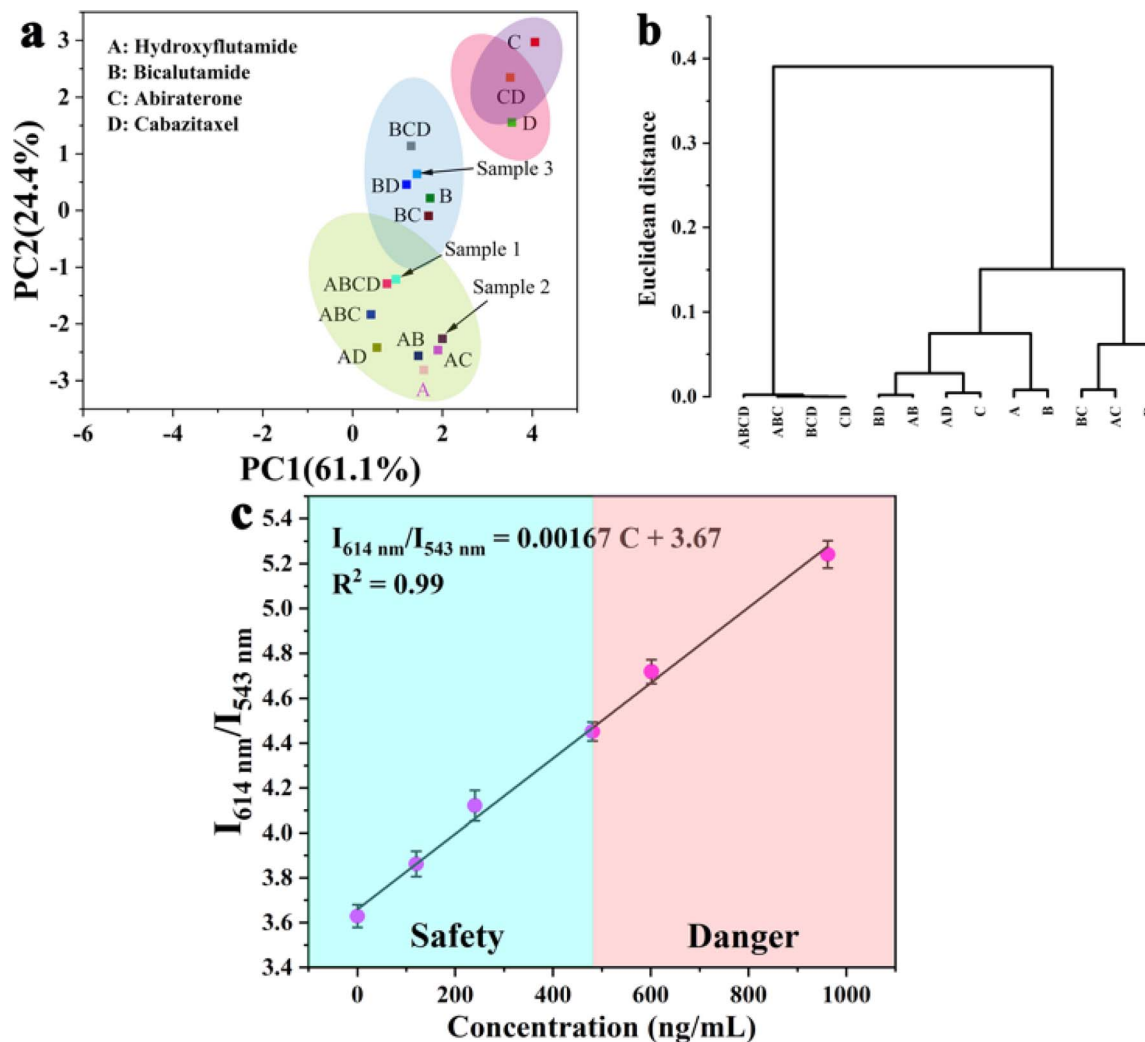 a
A: Hydroxyflutamide
B: Bicalutamide
C: Abiraterone
D: Cabazitaxel
3
2
1
0
-1
-2
-3
PC2(24.4%)
C
CD
D
BCD
Sample 3
BD
B
BC
Sample 1
ABCD
Sample 2
ABC
AB
AD
AC
A
-6
-4
-2
0
2
4
PC1(61.1%)
b
0.4
0.3
0.2
0.1
0.0
Euclidean distance
ABCD
ABC
BCD
CD
BD
AB
AD
C
A
B
BC
AC
c
I614 nm/I543 nm = 0.00167 C + 3.67
R² = 0.99
5.4
5.2
5.0
4.8
4.6
4.4
4.2
4.0
3.8
3.6
3.4
I614 nm/I543 nm
Safety
Danger
0
200
400
600
800
1000
Concentration (ng/mL)